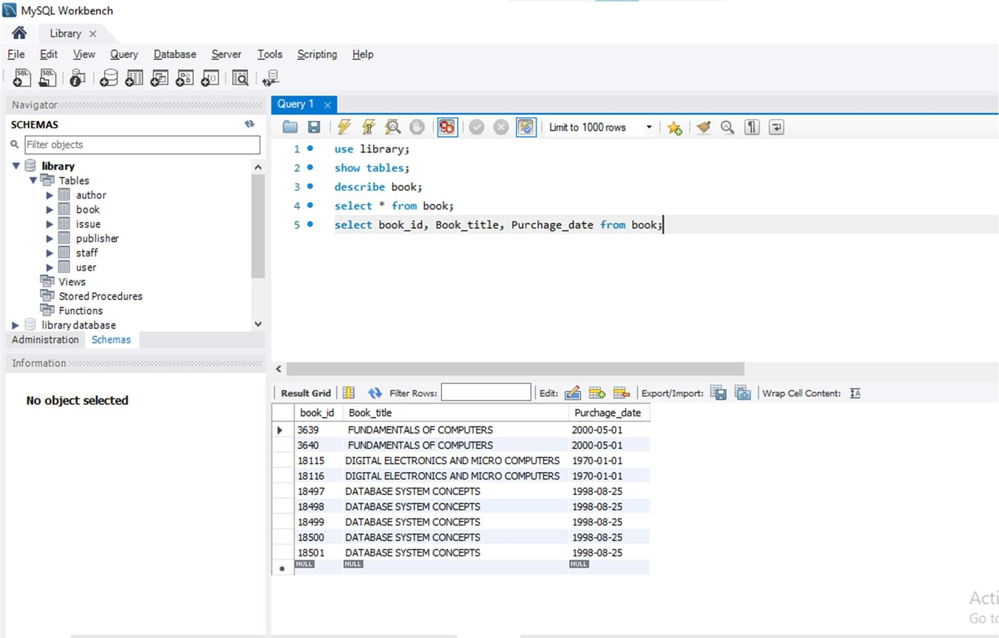 MySQL Workbench
Library
File Edit View Query Database Server Tools Scripting Help
SQL SQL
Navigator
SCHEMAS
Filter objects
library
Tables
author
book
issue
publisher
staff
user
Views
Stored Procedures
Functions
library database
Administration Schemas
Information
No object selected
Query 1
Limit to 1000 rows
1 use library;
2 show tables;
3 describe book;
4 select * from book;
5 select book_id, Book_title, Purchage_date from book;
Result Grid Filter Rows: Edit: Export/Import: Wrap Cell Content:
book_id Book_title Purchage_date
3639 FUNDAMENTALS OF COMPUTERS 2000-05-01
3640 FUNDAMENTALS OF COMPUTERS 2000-05-01
18115 DIGITAL ELECTRONICS AND MICRO COMPUTERS 1970-01-01
18116 DIGITAL ELECTRONICS AND MICRO COMPUTERS 1970-01-01
18497 DATABASE SYSTEM CONCEPTS 1998-08-25
18498 DATABASE SYSTEM CONCEPTS 1998-08-25
18499 DATABASE SYSTEM CONCEPTS 1998-08-25
18500 DATABASE SYSTEM CONCEPTS 1998-08-25
18501 DATABASE SYSTEM CONCEPTS 1998-08-25
NULL NULL NULL
Acti
Go to